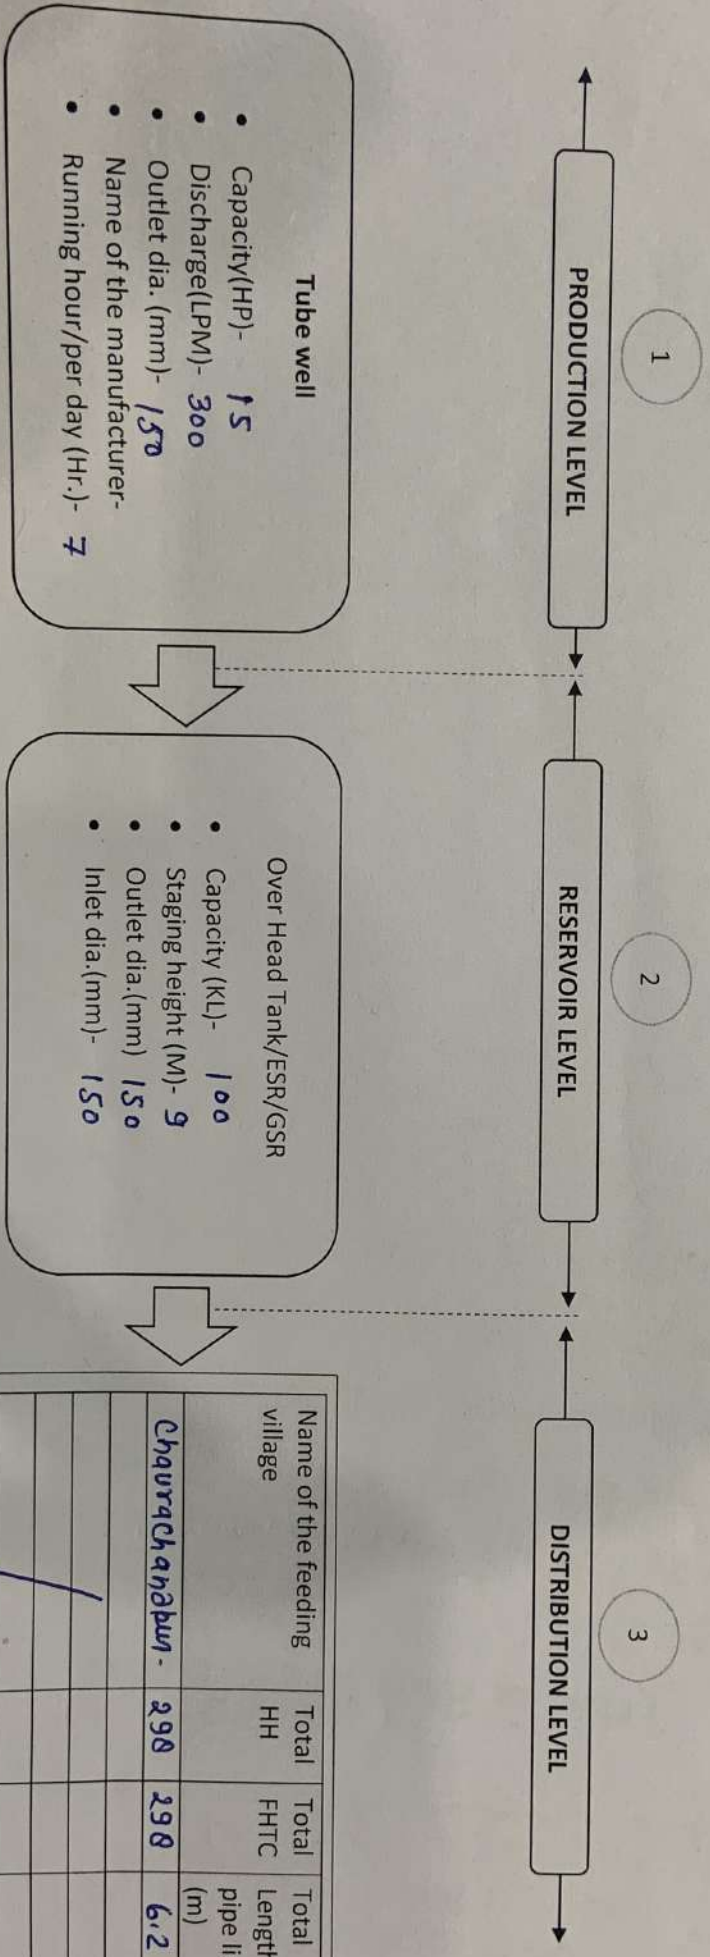 1
PRODUCTION LEVEL
Tube well
• Capacity(HP)- 15
• Discharge(LPM)- 300
• Outlet dia. (mm)- 150
• Name of the manufacturer-
• Running hour/per day (Hr.)- 7
2
RESERVOIR LEVEL
Over Head Tank/ESR/GSR
• Capacity (KL)- 100
• Staging height (M)- 9
• Outlet dia.(mm) 150
• Inlet dia.(mm)- 150
3
DISTRIBUTION LEVEL
Name of the feeding village Total HH Total FHTC Total Length pipe li (m)
298 298 6.2